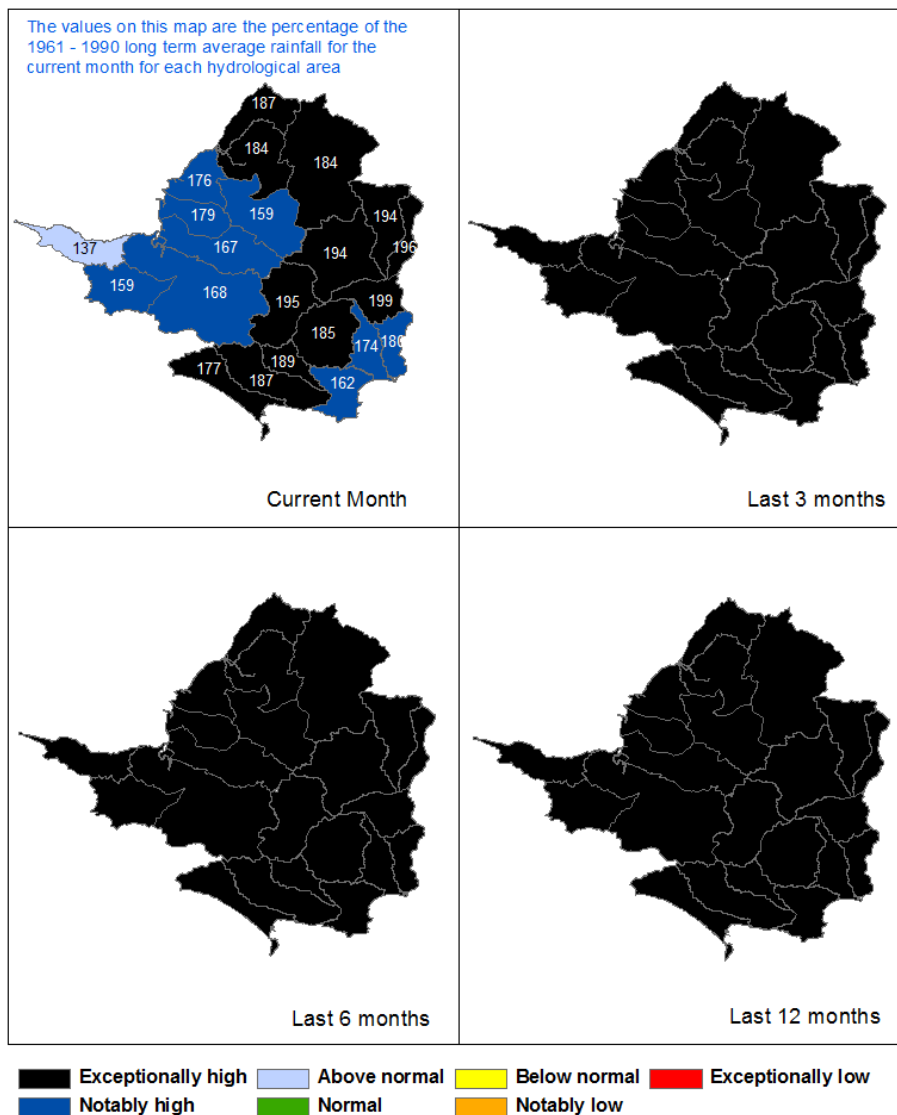 The values on this map are the percentage of the
1961 - 1990 long term average rainfall for the
current month for each hydrological area
187
184
184
176
194
179
159
196
137
167
194
159
168
195
199
185
174
180
189
177
187
162
Current Month
Last 3 months
Last 6 months
Last 12 months
Exceptionally high
Above normal
Below normal
Exceptionally low
Notably high
Normal
Notably low